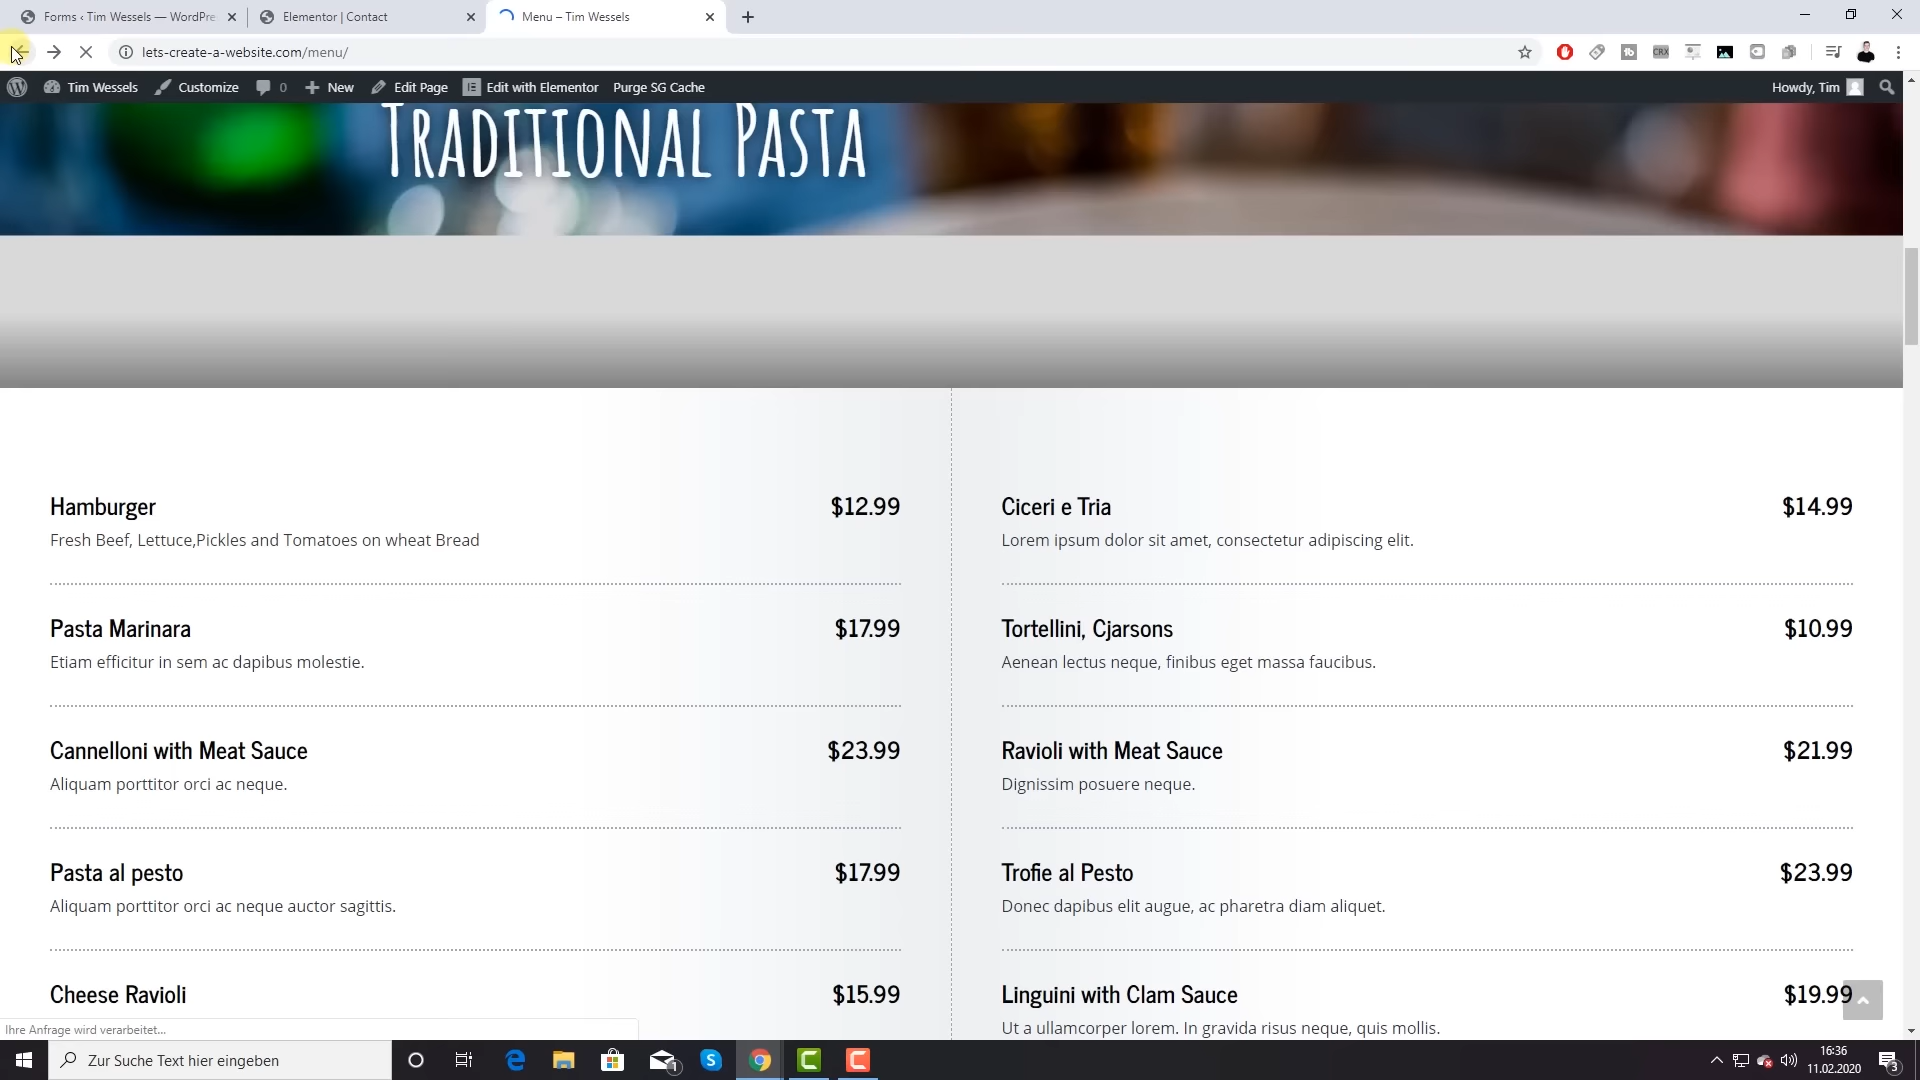 Forms ‹ Tim Wessels — WordPre
Elementor | Contact
Menu – Tim Wessels
lets-create-a-website.com/menu/
Tim Wessels
Customize
0
New
Edit Page
Edit with Elementor
Purge SG Cache
Howdy, Tim
Traditional Pasta
Hamburger $12.99
Fresh Beef, Lettuce,Pickles and Tomatoes on wheat Bread
Pasta Marinara $17.99
Etiam efficitur in sem ac dapibus molestie.
Cannelloni with Meat Sauce $23.99
Aliquam porttitor orci ac neque.
Pasta al pesto $17.99
Aliquam porttitor orci ac neque auctor sagittis.
Cheese Ravioli $15.99
Ciceri e Tria $14.99
Lorem ipsum dolor sit amet, consectetur adipiscing elit.
Tortellini, Cjarsons $10.99
Aenean lectus neque, finibus eget massa faucibus.
Ravioli with Meat Sauce $21.99
Dignissim posuere neque.
Trofie al Pesto $23.99
Donec dapibus elit augue, ac pharetra diam aliquet.
Linguini with Clam Sauce $19.99
Ut a ullamcorper lorem. In gravida risus neque, quis mollis.
Ihre Anfrage wird verarbeitet...
Zur Suche Text hier eingeben
1
16:36
11.02.2020
3